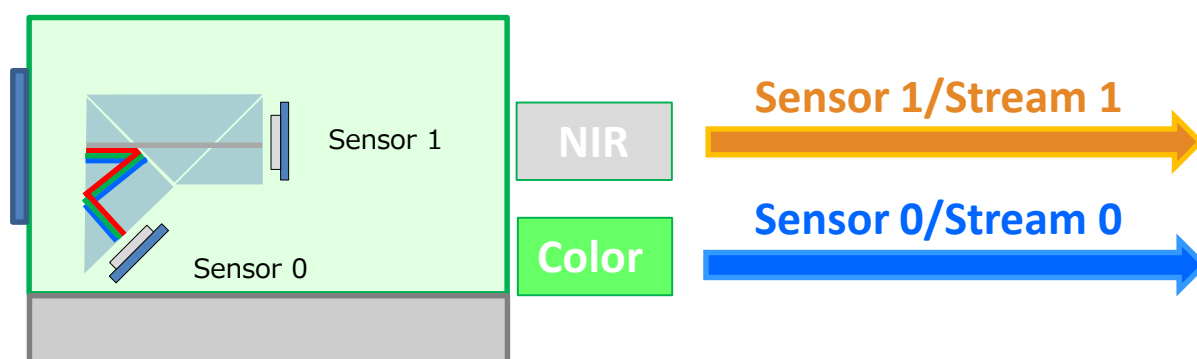 Sensor 1
Sensor 0
NIR
Color
Sensor 1/Stream 1
Sensor 0/Stream 0